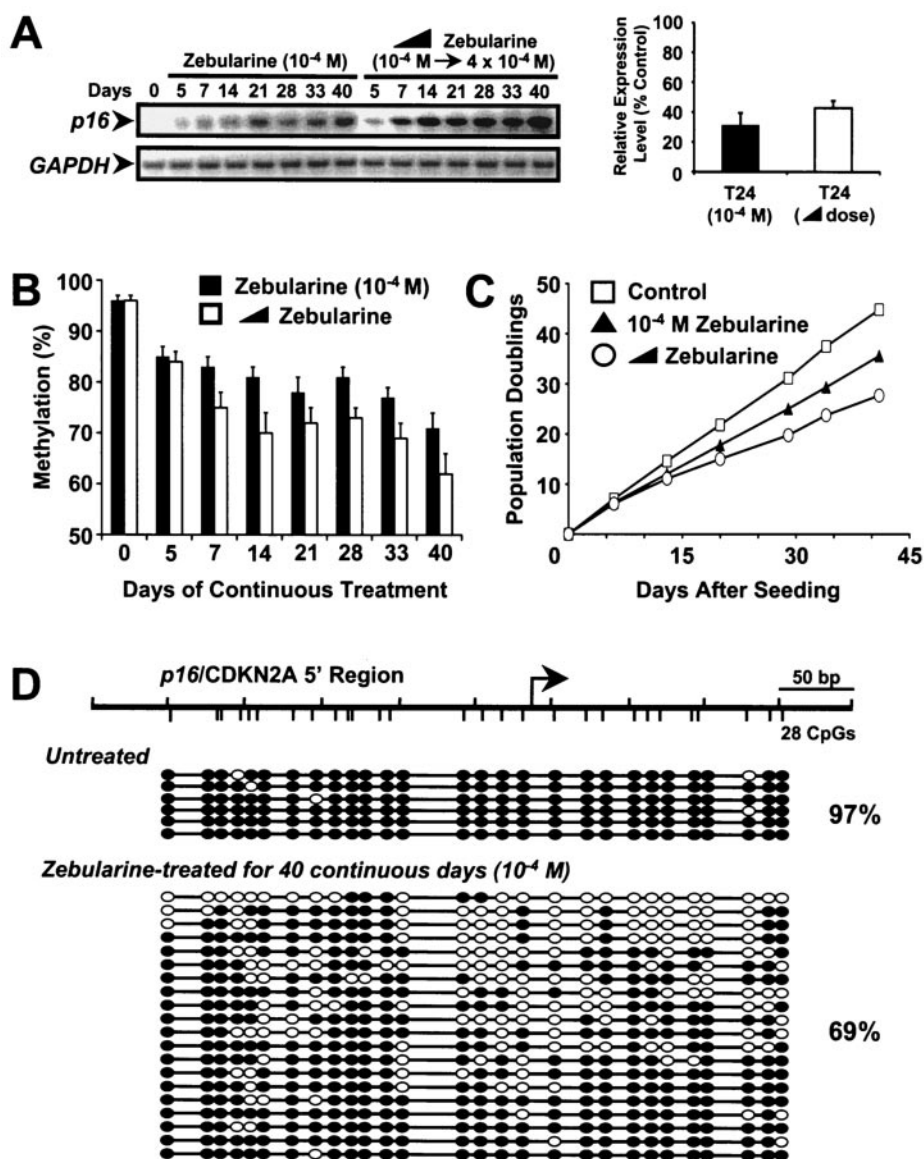 A
Zebularine (10⁻⁴ M)
Zebularine
(10⁻⁴ M → 4 x 10⁻⁴ M)
Days 0 5 7 14 21 28 33 40 5 7 14 21 28 33 40
p16
GAPDH
Relative Expression
Level (% Control)
100
80
60
40
20
0
T24
(10⁻⁴ M)
T24
(◢ dose)
B
Zebularine (10⁻⁴ M)
Zebularine
Methylation (%)
100
90
80
70
60
50
0 5 7 14 21 28 33 40
Days of Continuous Treatment
C
Control
10⁻⁴ M Zebularine
Zebularine
Population Doublings
50
40
30
20
10
0 15 30 45
Days After Seeding
D
p16/CDKN2A 5' Region
50 bp
28 CpGs
Untreated
97%
Zebularine-treated for 40 continuous days (10⁻⁴ M)
69%